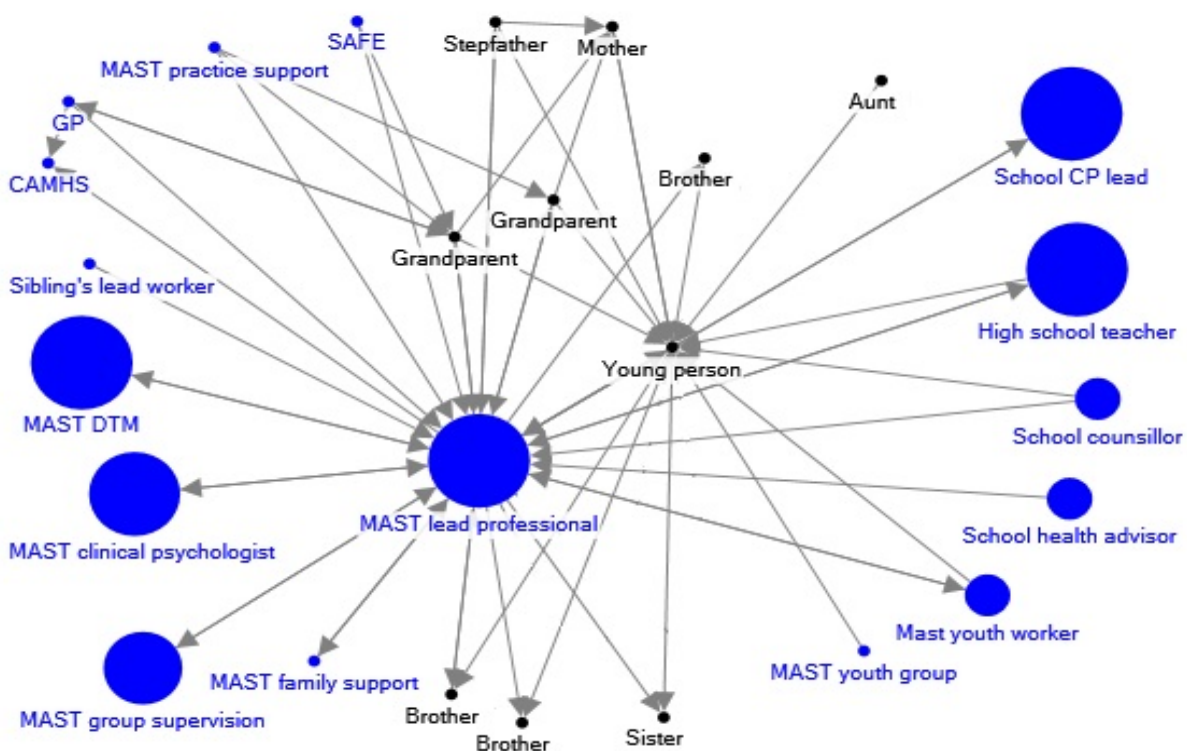 SAFE
Stepfather
Mother
MAST practice support
Aunt
GP
School CP lead
CAMHS
Brother
Grandparent
Grandparent
Sibling's lead worker
High school teacher
Young person
MAST DTM
School counsillor
MAST lead professional
School health advisor
MAST clinical psychologist
Mast youth worker
MAST youth group
MAST family support
MAST group supervision
Brother
Brother
Sister